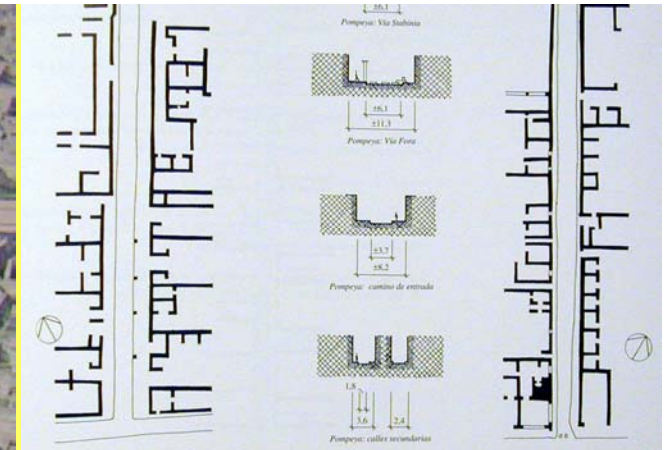 ±6,1
Pompeya: Via Stabinia
±6,1
±11,3
Pompeya: Via Fora
±3,7
±8,2
Pompeya: camino de entrada
1,8
3,6 2,4
Pompeya: calles secundarias